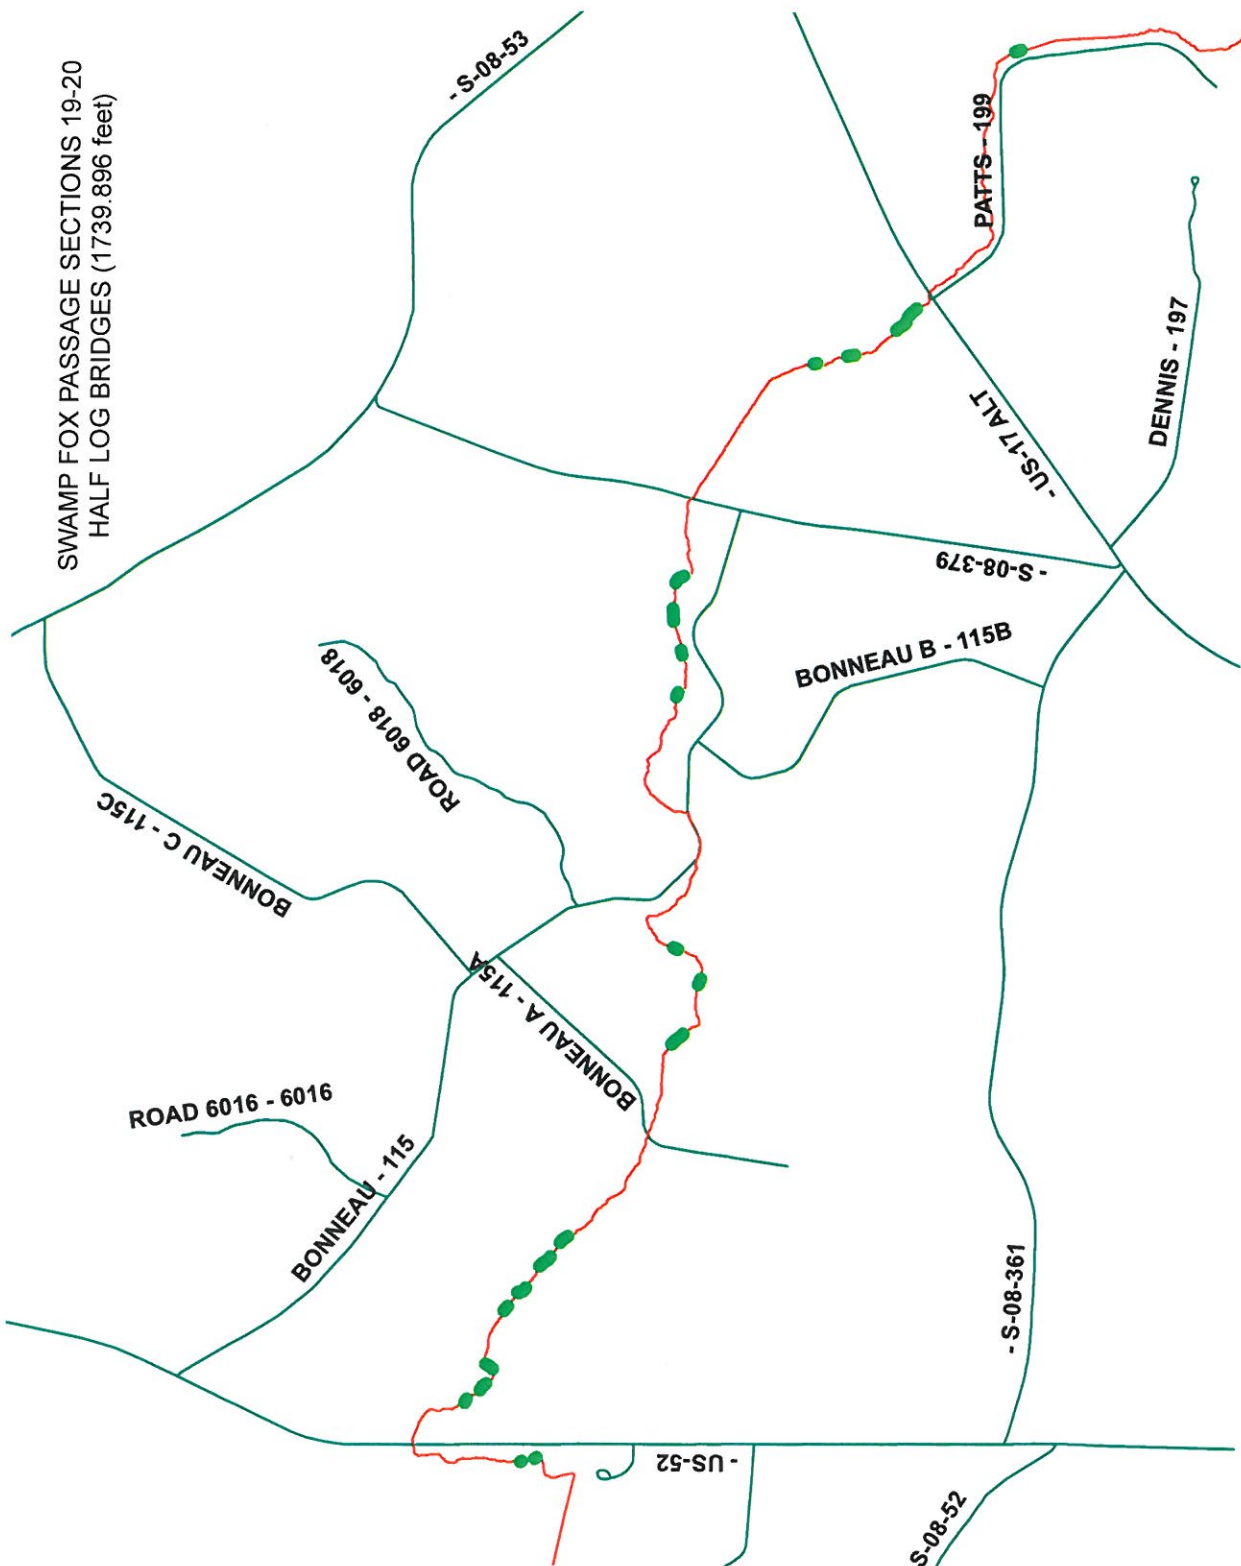 SWAMP FOX PASSAGE SECTIONS 19-20
HALF LOG BRIDGES (1739.896 feet)
- S-08-53
PATTS - 199
- US-17 ALT
DENNIS - 197
- S-08-379
BONNEAU B - 115B
ROAD 6018 - 6018
BONNEAU C - 115C
BONNEAU A - 115A
ROAD 6016 - 6016
BONNEAU - 115
- S-08-361
- US-52
S-08-52